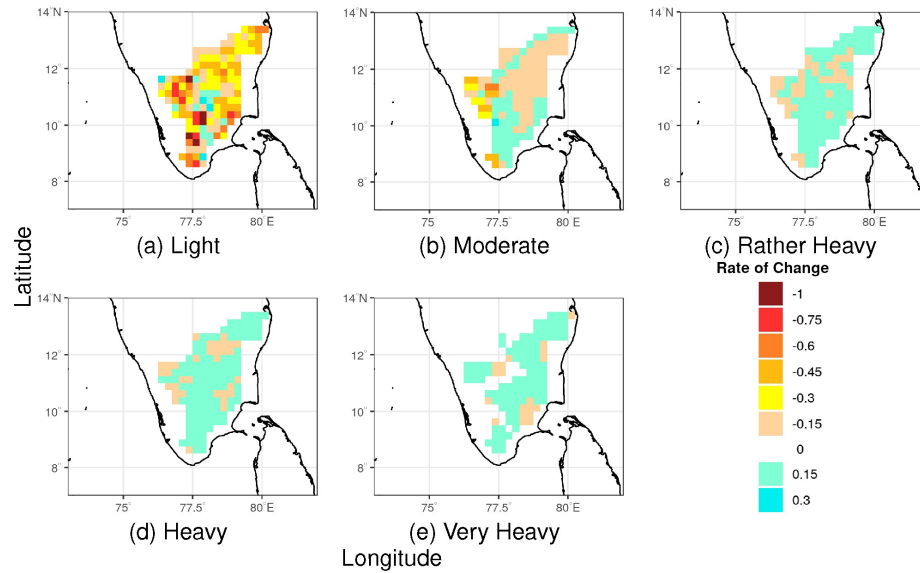 14°N
14°N
14°N
12°
12°
12°
10°
10°
10°
8°
8°
8°
75°
77.5°
80°E
75°
77.5°
80°E
75°
77.5°
80°E
(a) Light
(b) Moderate
(c) Rather Heavy
Latitude
Rate of Change
-1
-0.75
-0.6
-0.45
-0.3
-0.15
0
0.15
0.3
14°N
14°N
12°
12°
10°
10°
8°
8°
75°
77.5°
80°E
75°
77.5°
80°E
(d) Heavy
(e) Very Heavy
Longitude